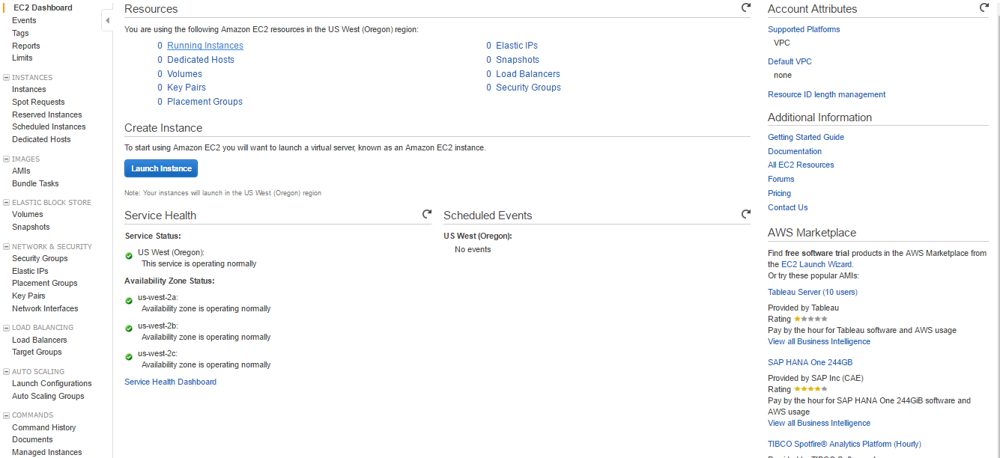 EC2 Dashboard
Events
Tags
Reports
Limits
INSTANCES
Instances
Spot Requests
Reserved Instances
Scheduled Instances
Dedicated Hosts
IMAGES
AMIs
Bundle Tasks
ELASTIC BLOCK STORE
Volumes
Snapshots
NETWORK & SECURITY
Security Groups
Elastic IPs
Placement Groups
Key Pairs
Network Interfaces
LOAD BALANCING
Load Balancers
Target Groups
AUTO SCALING
Launch Configurations
Auto Scaling Groups
COMMANDS
Command History
Documents
Managed Instances
Resources
You are using the following Amazon EC2 resources in the US West (Oregon) region:
0 Running Instances
0 Dedicated Hosts
0 Volumes
0 Key Pairs
0 Placement Groups
0 Elastic IPs
0 Snapshots
0 Load Balancers
0 Security Groups
Create Instance
To start using Amazon EC2 you will want to launch a virtual server, known as an Amazon EC2 instance.
Launch Instance
Note: Your instances will launch in the US West (Oregon) region
Service Health
Service Status:
US West (Oregon):
This service is operating normally
Availability Zone Status:
us-west-2a:
Availability zone is operating normally
us-west-2b:
Availability zone is operating normally
us-west-2c:
Availability zone is operating normally
Service Health Dashboard
Scheduled Events
US West (Oregon):
No events
Account Attributes
Supported Platforms
VPC
Default VPC
none
Resource ID length management
Additional Information
Getting Started Guide
Documentation
All EC2 Resources
Forums
Pricing
Contact Us
AWS Marketplace
Find free software trial products in the AWS Marketplace from
the EC2 Launch Wizard.
Or try these popular AMIs:
Tableau Server (10 users)
Provided by Tableau
Rating
Pay by the hour for Tableau software and AWS usage
View all Business Intelligence
SAP HANA One 244GB
Provided by SAP Inc (CAE)
Rating
Pay by the hour for SAP HANA One 244GiB software and
AWS usage
View all Business Intelligence
TIBCO Spotfire® Analytics Platform (Hourly)